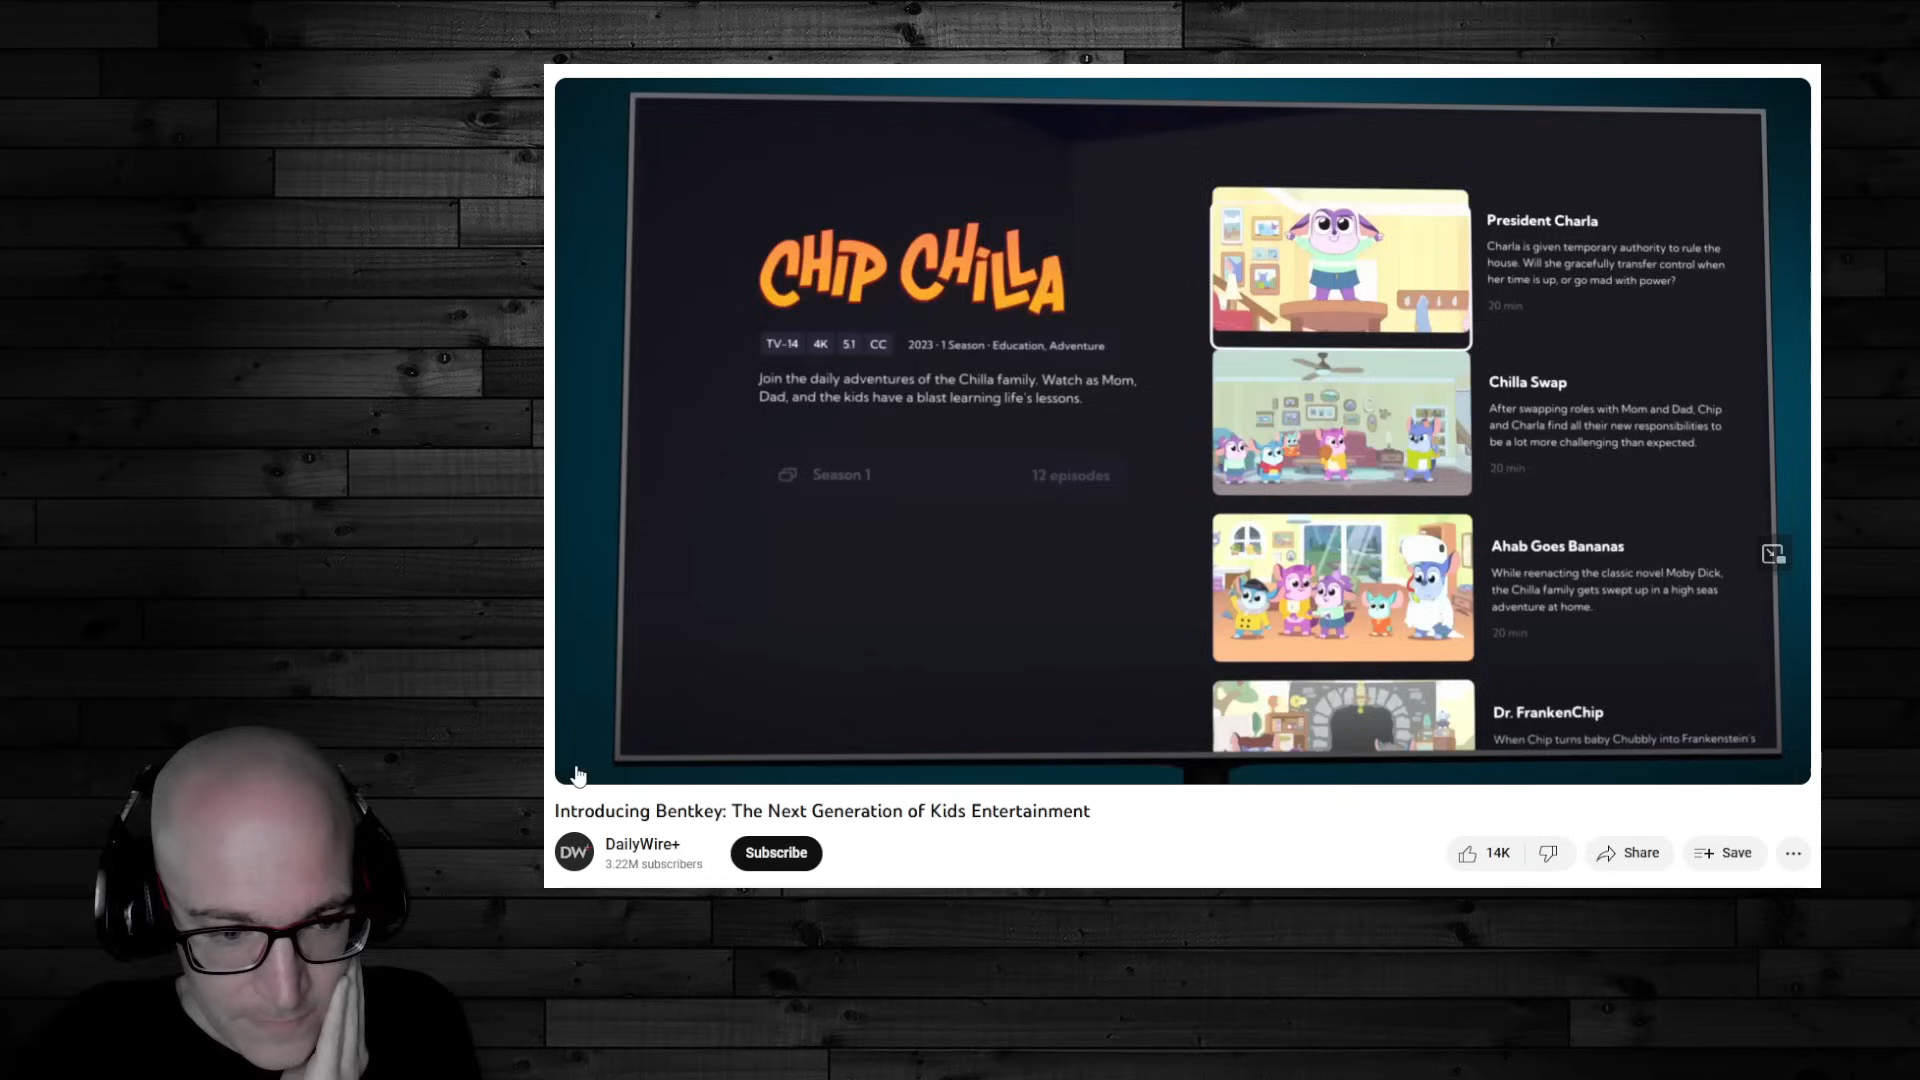 CHIP CHILLA
TV-14 4K 5.1 CC 2023 - 1 Season - Education, Adventure
Join the daily adventures of the Chilla family. Watch as Mom,
Dad, and the kids have a blast learning life's lessons.
Season 1 12 episodes
President Charla
Charla is given temporary authority to rule the
house. Will she gracefully transfer control when
her time is up, or go mad with power?
20 min
Chilla Swap
After swapping roles with Mom and Dad, Chip
and Charla find all their new responsibilities to
be a lot more challenging than expected.
20 min
Ahab Goes Bananas
While reenacting the classic novel Moby Dick,
the Chilla family gets swept up in a high seas
adventure at home.
20 min
Dr. FrankenChip
When Chip turns baby Chubbly into Frankenstein's
Introducing Bentkey: The Next Generation of Kids Entertainment
DW+
DailyWire+
3.22M subscribers
Subscribe
14K
Share
Save